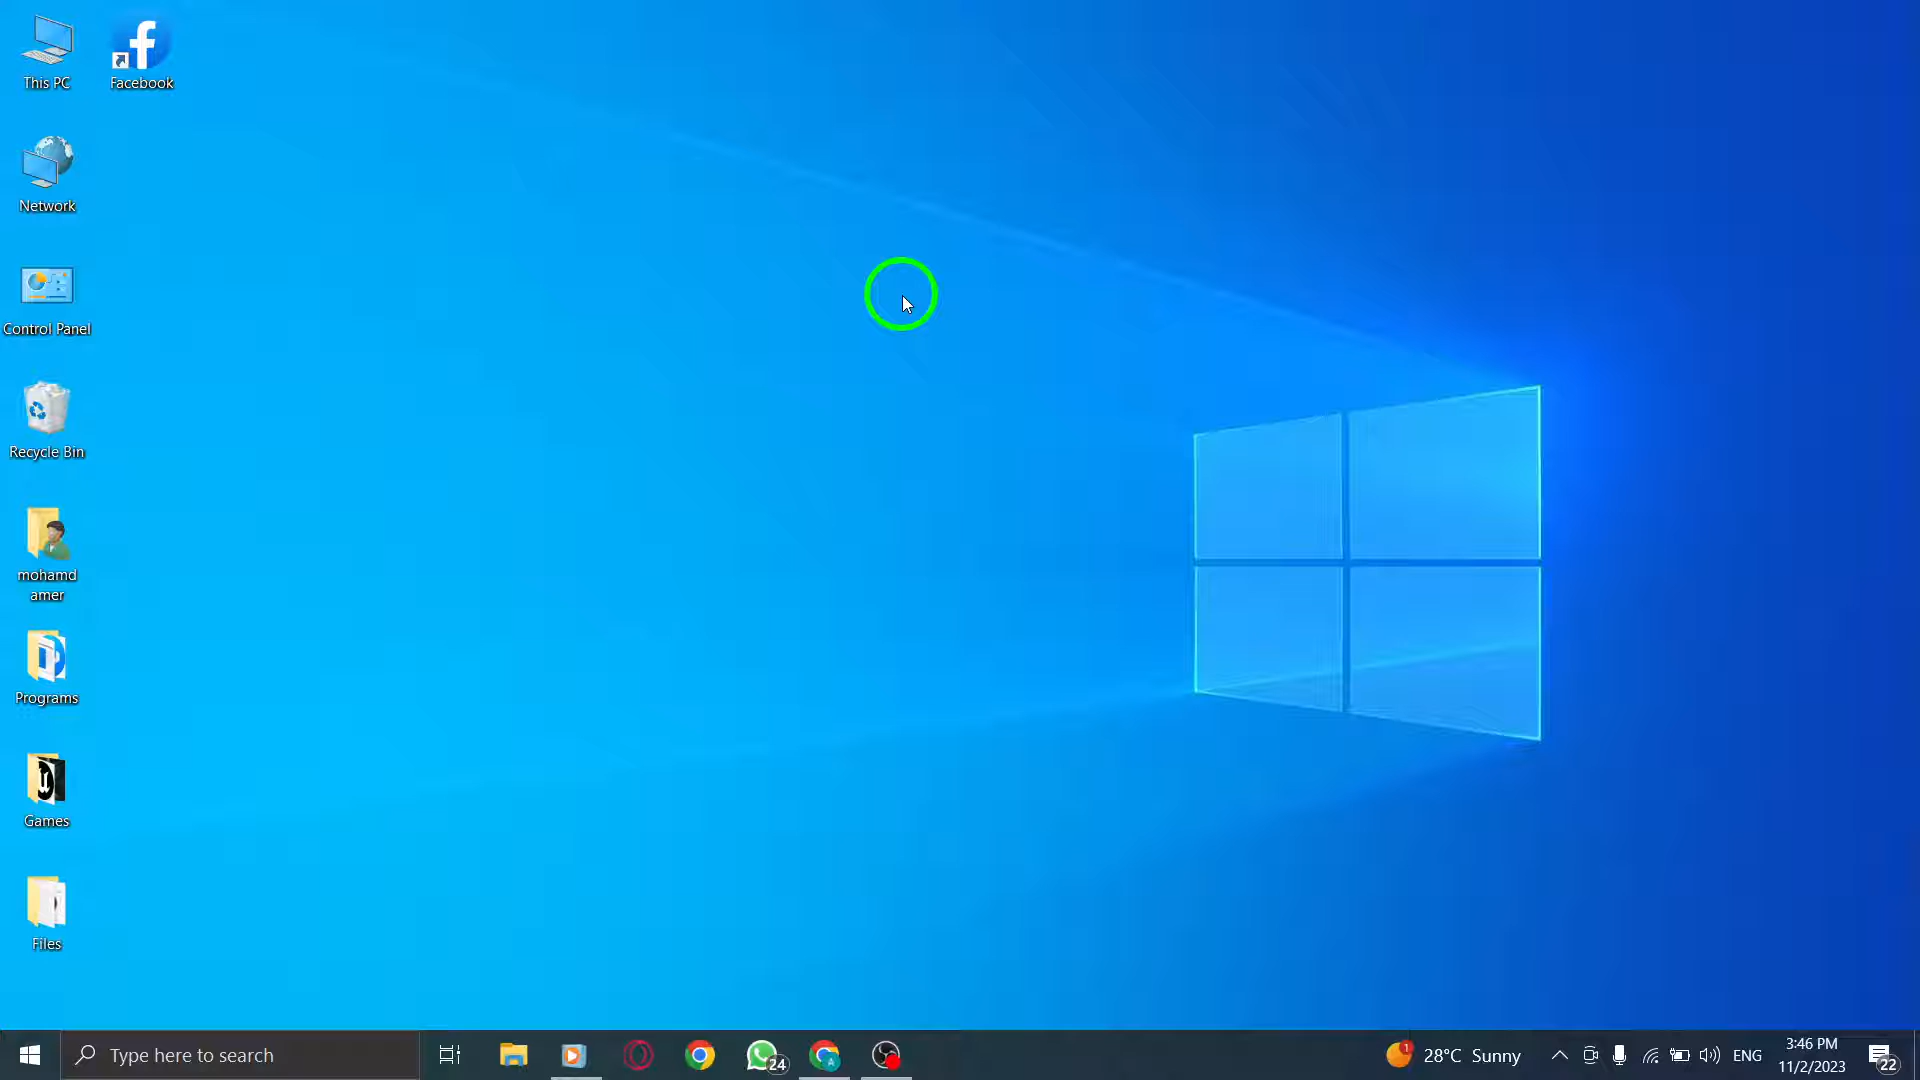 This PC
Facebook
Network
Control Panel
Recycle Bin
mohamd
amer
Programs
Games
Files
Type here to search
24
A
1
28°C Sunny
ENG
3:46 PM
11/2/2023
22